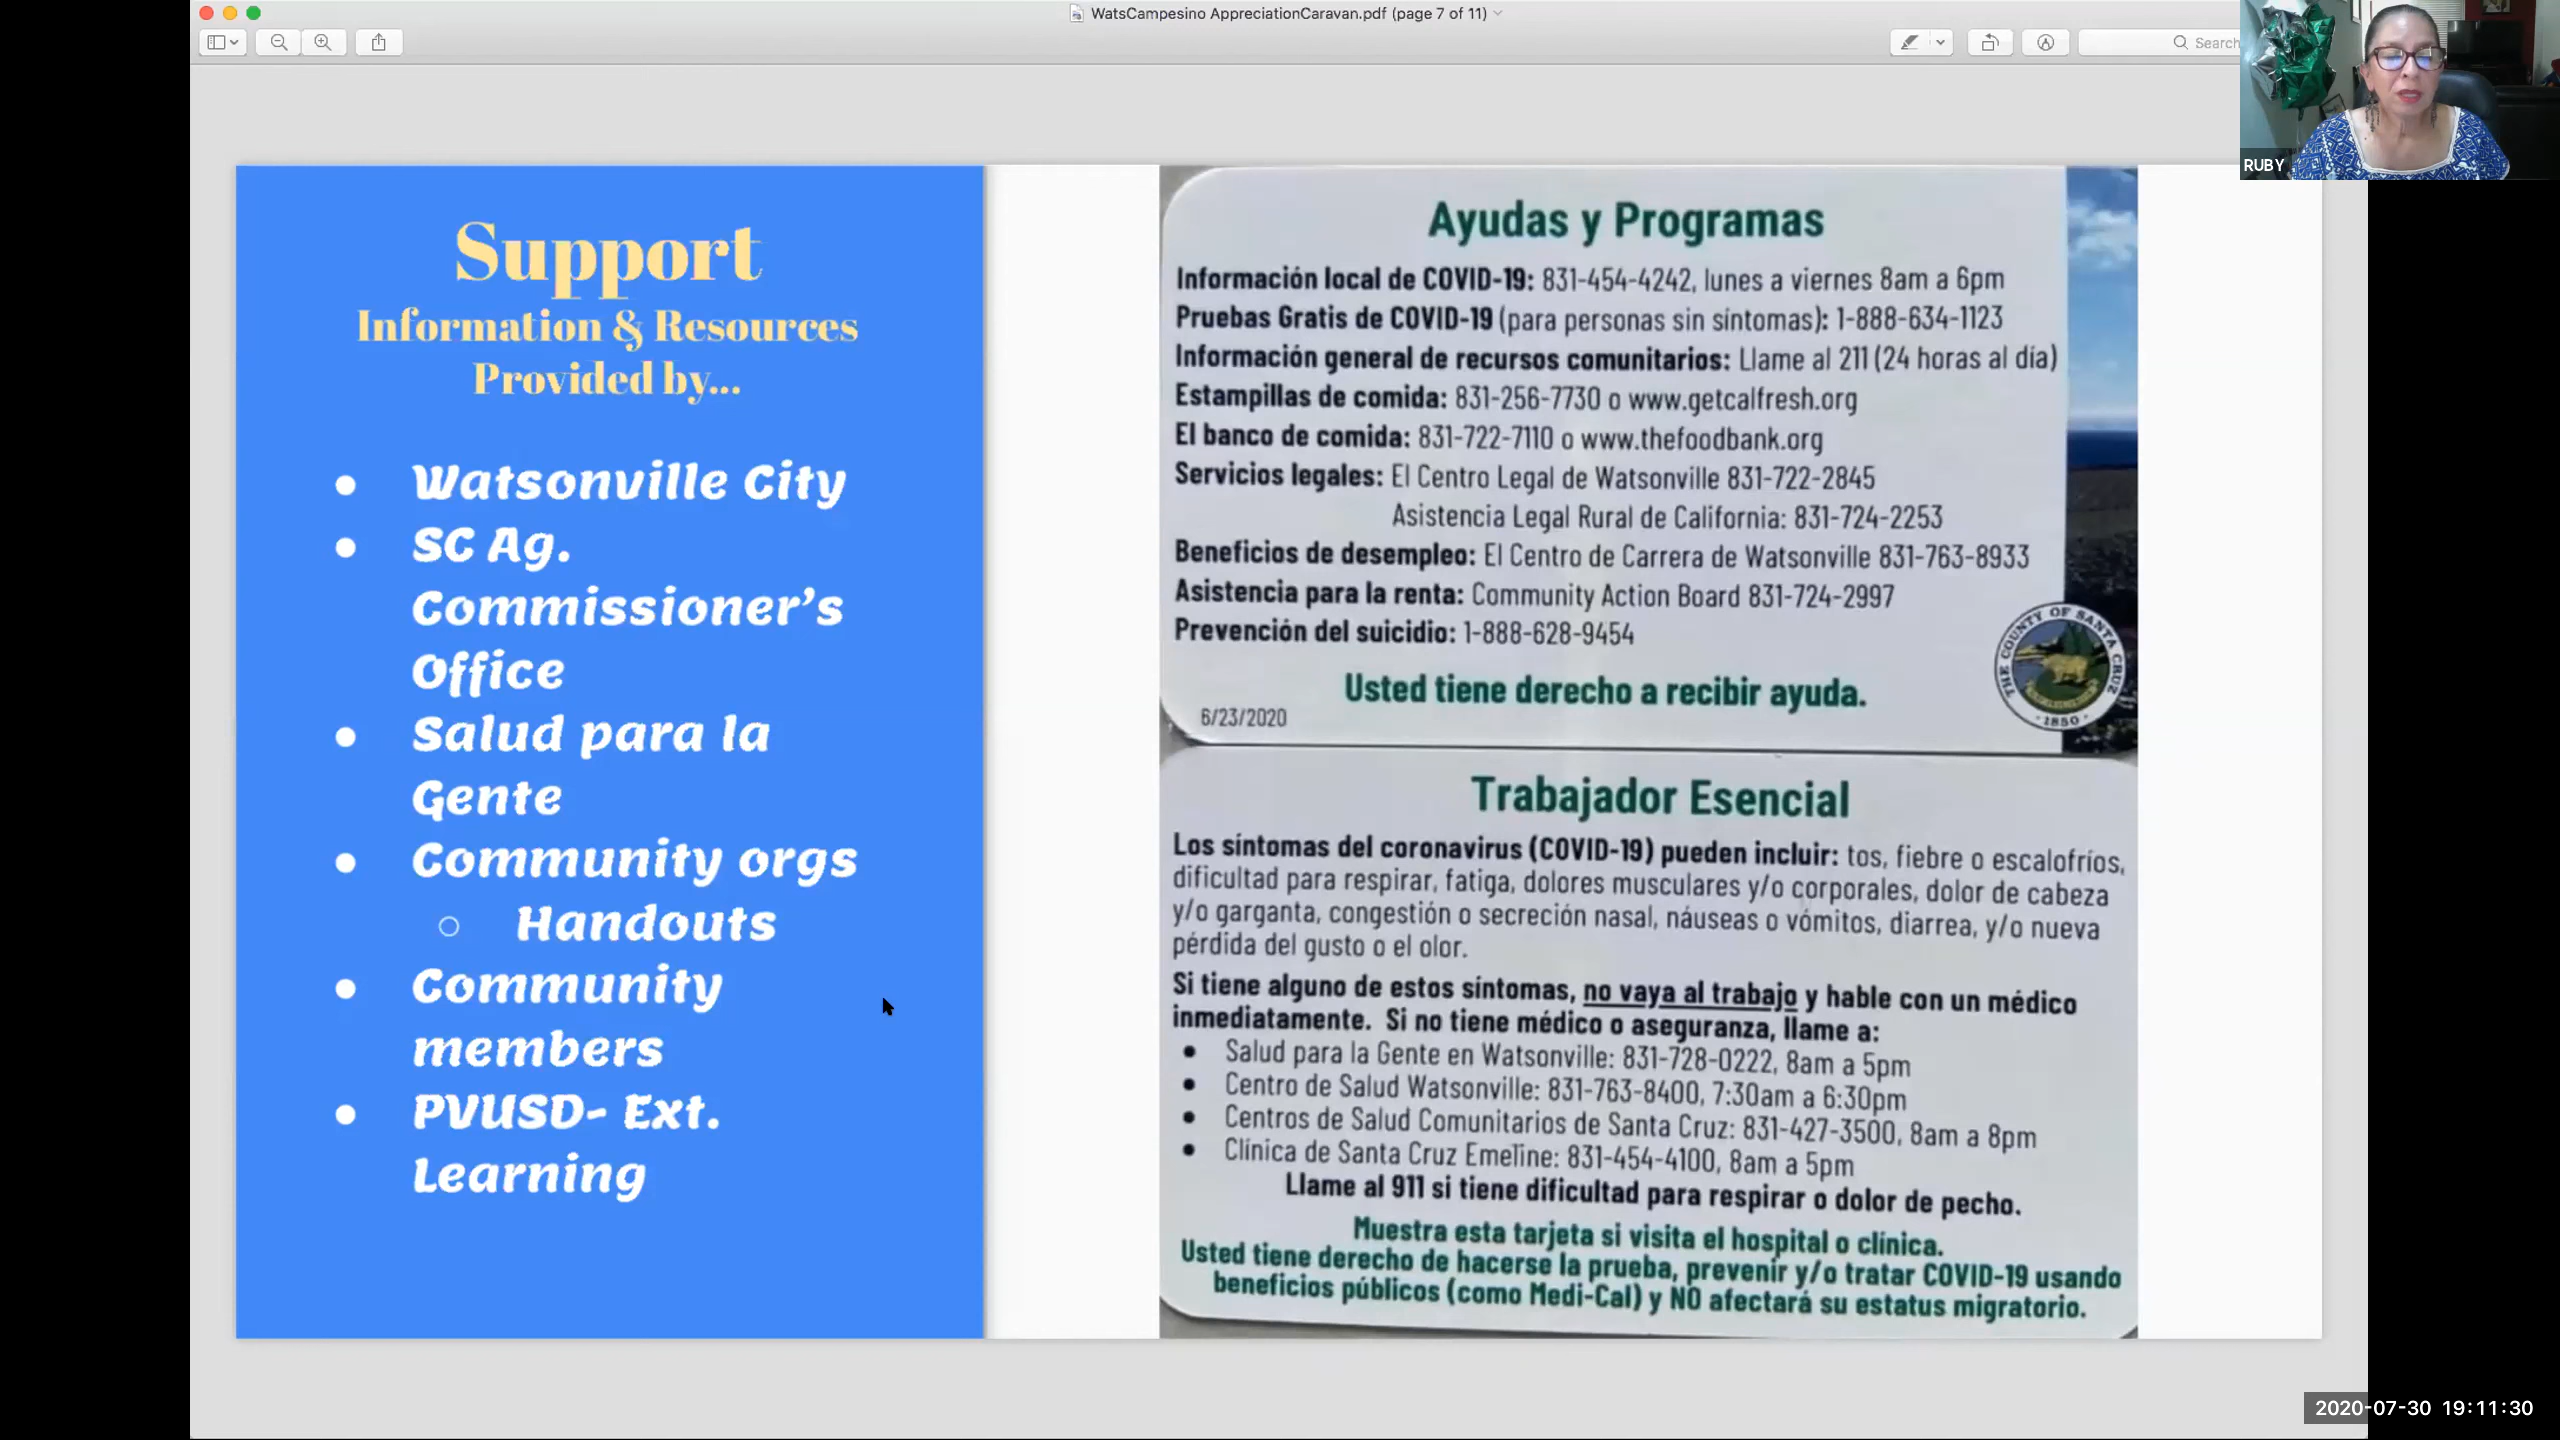 WatsCampesino AppreciationCaravan.pdf (page 7 of 11)
Search
RUBY
Support
Information & Resources
Provided by...
Watsonville City
SC Ag.
Commissioner's
Office
Salud para la
Gente
Community orgs
Handouts
Community
members
PVUSD- Ext.
Learning
Ayudas y Programas
Información local de COVID-19: 831-454-4242, lunes a viernes 8am a 6pm
Pruebas Gratis de COVID-19 (para personas sin síntomas): 1-888-634-1123
Información general de recursos comunitarios: Llame al 211 (24 horas al día)
Estampillas de comida: 831-256-7730 o www.getcalfresh.org
El banco de comida: 831-722-7110 o www.thefoodbank.org
Servicios legales: El Centro Legal de Watsonville 831-722-2845
Asistencia Legal Rural de California: 831-724-2253
Beneficios de desempleo: El Centro de Carrera de Watsonville 831-763-8933
Asistencia para la renta: Community Action Board 831-724-2997
Prevención del suicidio: 1-888-628-9454
Usted tiene derecho a recibir ayuda.
6/23/2020
THE COUNTY OF SANTA CRUZ
1850
Trabajador Esencial
Los síntomas del coronavirus (COVID-19) pueden incluir: tos, fiebre o escalofríos,
dificultad para respirar, fatiga, dolores musculares y/o corporales, dolor de cabeza
y/o garganta, congestión o secreción nasal, náuseas o vómitos, diarrea, y/o nueva
pérdida del gusto o el olor.
Si tiene alguno de estos síntomas, no vaya al trabajo y hable con un médico
inmediatamente. Si no tiene médico o aseguranza, llame a:
Salud para la Gente en Watsonville: 831-728-0222, 8am a 5pm
Centro de Salud Watsonville: 831-763-8400, 7:30am a 6:30pm
Centros de Salud Comunitarios de Santa Cruz: 831-427-3500, 8am a 8pm
Clínica de Santa Cruz Emeline: 831-454-4100, 8am a 5pm
Llame al 911 si tiene dificultad para respirar o dolor de pecho.
Muestra esta tarjeta si visita el hospital o clínica.
Usted tiene derecho de hacerse la prueba, prevenir y/o tratar COVID-19 usando
beneficios públicos (como Medi-Cal) y NO afectará su estatus migratorio.
2020-07-30 19:11:30